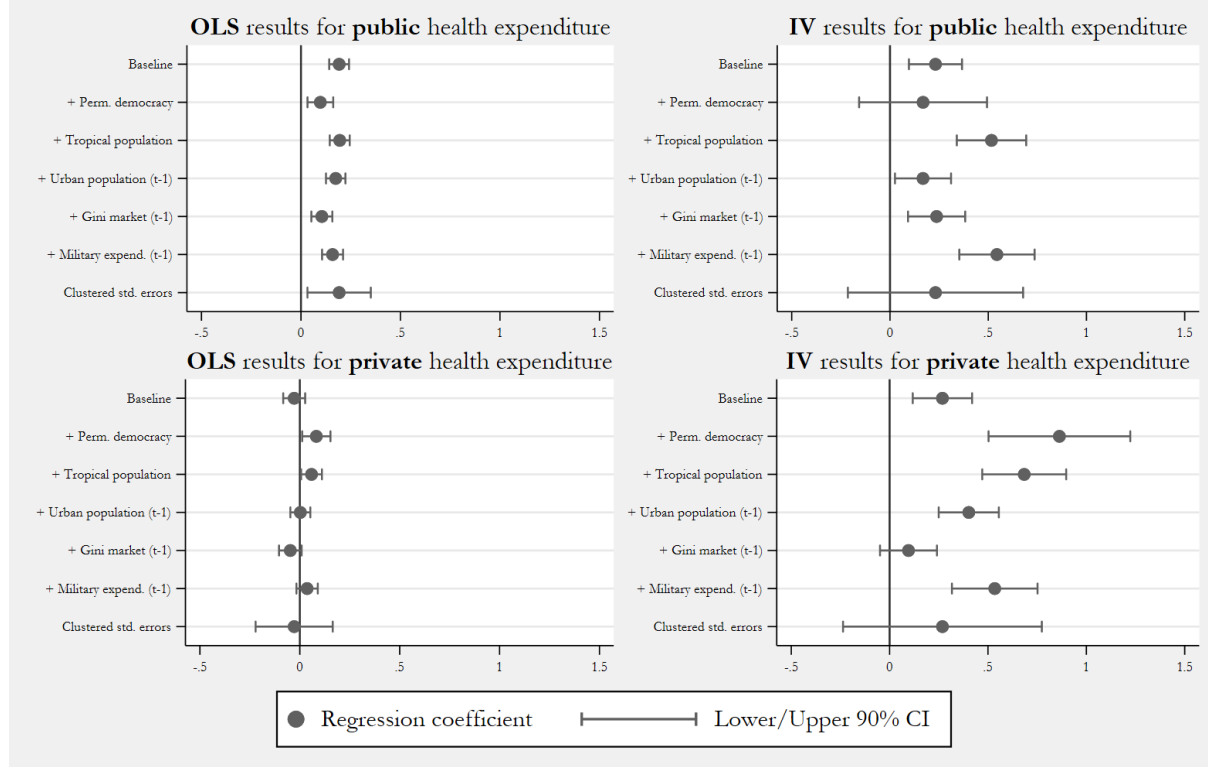 OLS results for public health expenditure
Baseline
+ Perm. democracy
+ Tropical population
+ Urban population (t-1)
+ Gini market (t-1)
+ Military expend. (t-1)
Clustered std. errors
-.5 0 .5 1 1.5
IV results for public health expenditure
Baseline
+ Perm. democracy
+ Tropical population
+ Urban population (t-1)
+ Gini market (t-1)
+ Military expend. (t-1)
Clustered std. errors
-.5 0 .5 1 1.5
OLS results for private health expenditure
Baseline
+ Perm. democracy
+ Tropical population
+ Urban population (t-1)
+ Gini market (t-1)
+ Military expend. (t-1)
Clustered std. errors
-.5 0 .5 1 1.5
IV results for private health expenditure
Baseline
+ Perm. democracy
+ Tropical population
+ Urban population (t-1)
+ Gini market (t-1)
+ Military expend. (t-1)
Clustered std. errors
-.5 0 .5 1 1.5
Regression coefficient Lower/Upper 90% CI